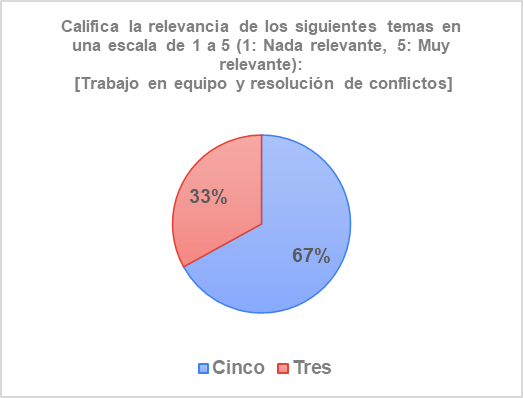 Califica la relevancia de los siguientes temas en
una escala de 1 a 5 (1: Nada relevante, 5: Muy
relevante):
[Trabajo en equipo y resolución de conflictos]
33%
67%
Cinco Tres